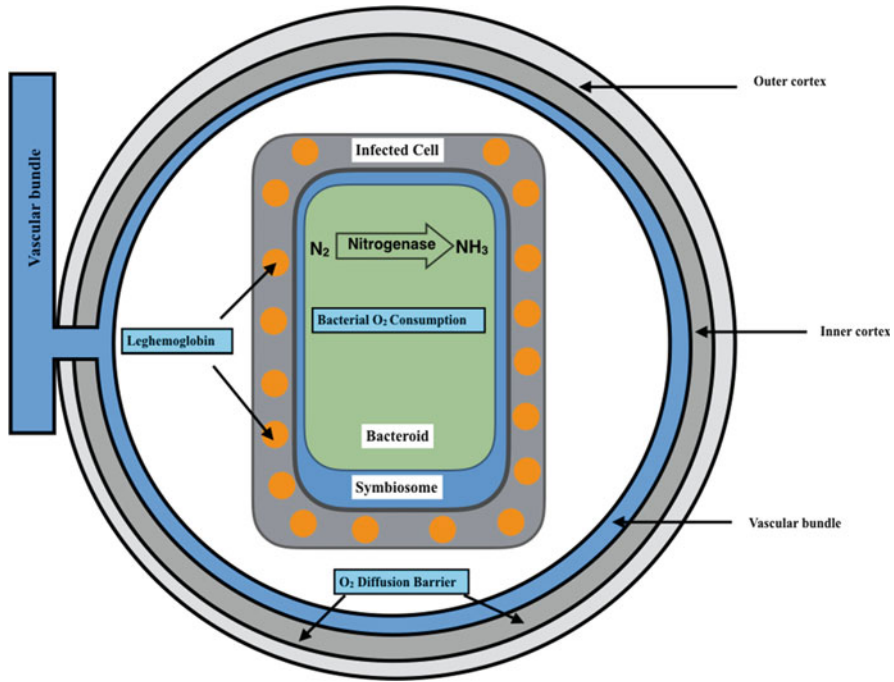 Outer cortex
Vascular bundle
Infected Cell
N₂
Nitrogenase
NH₃
Bacterial O₂ Consumption
Leghemoglobin
Inner cortex
Bacteroid
Symbiosome
Vascular bundle
O₂ Diffusion Barrier